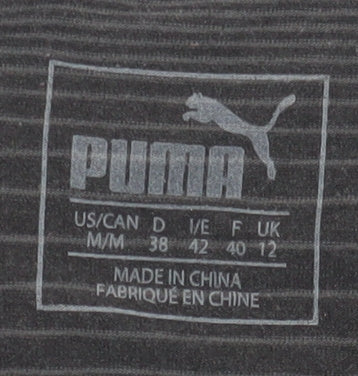 PUMA
US/CAN D I/E F UK
M/M 38 42 40 12
MADE IN CHINA
FABRIQUÉ EN CHINE